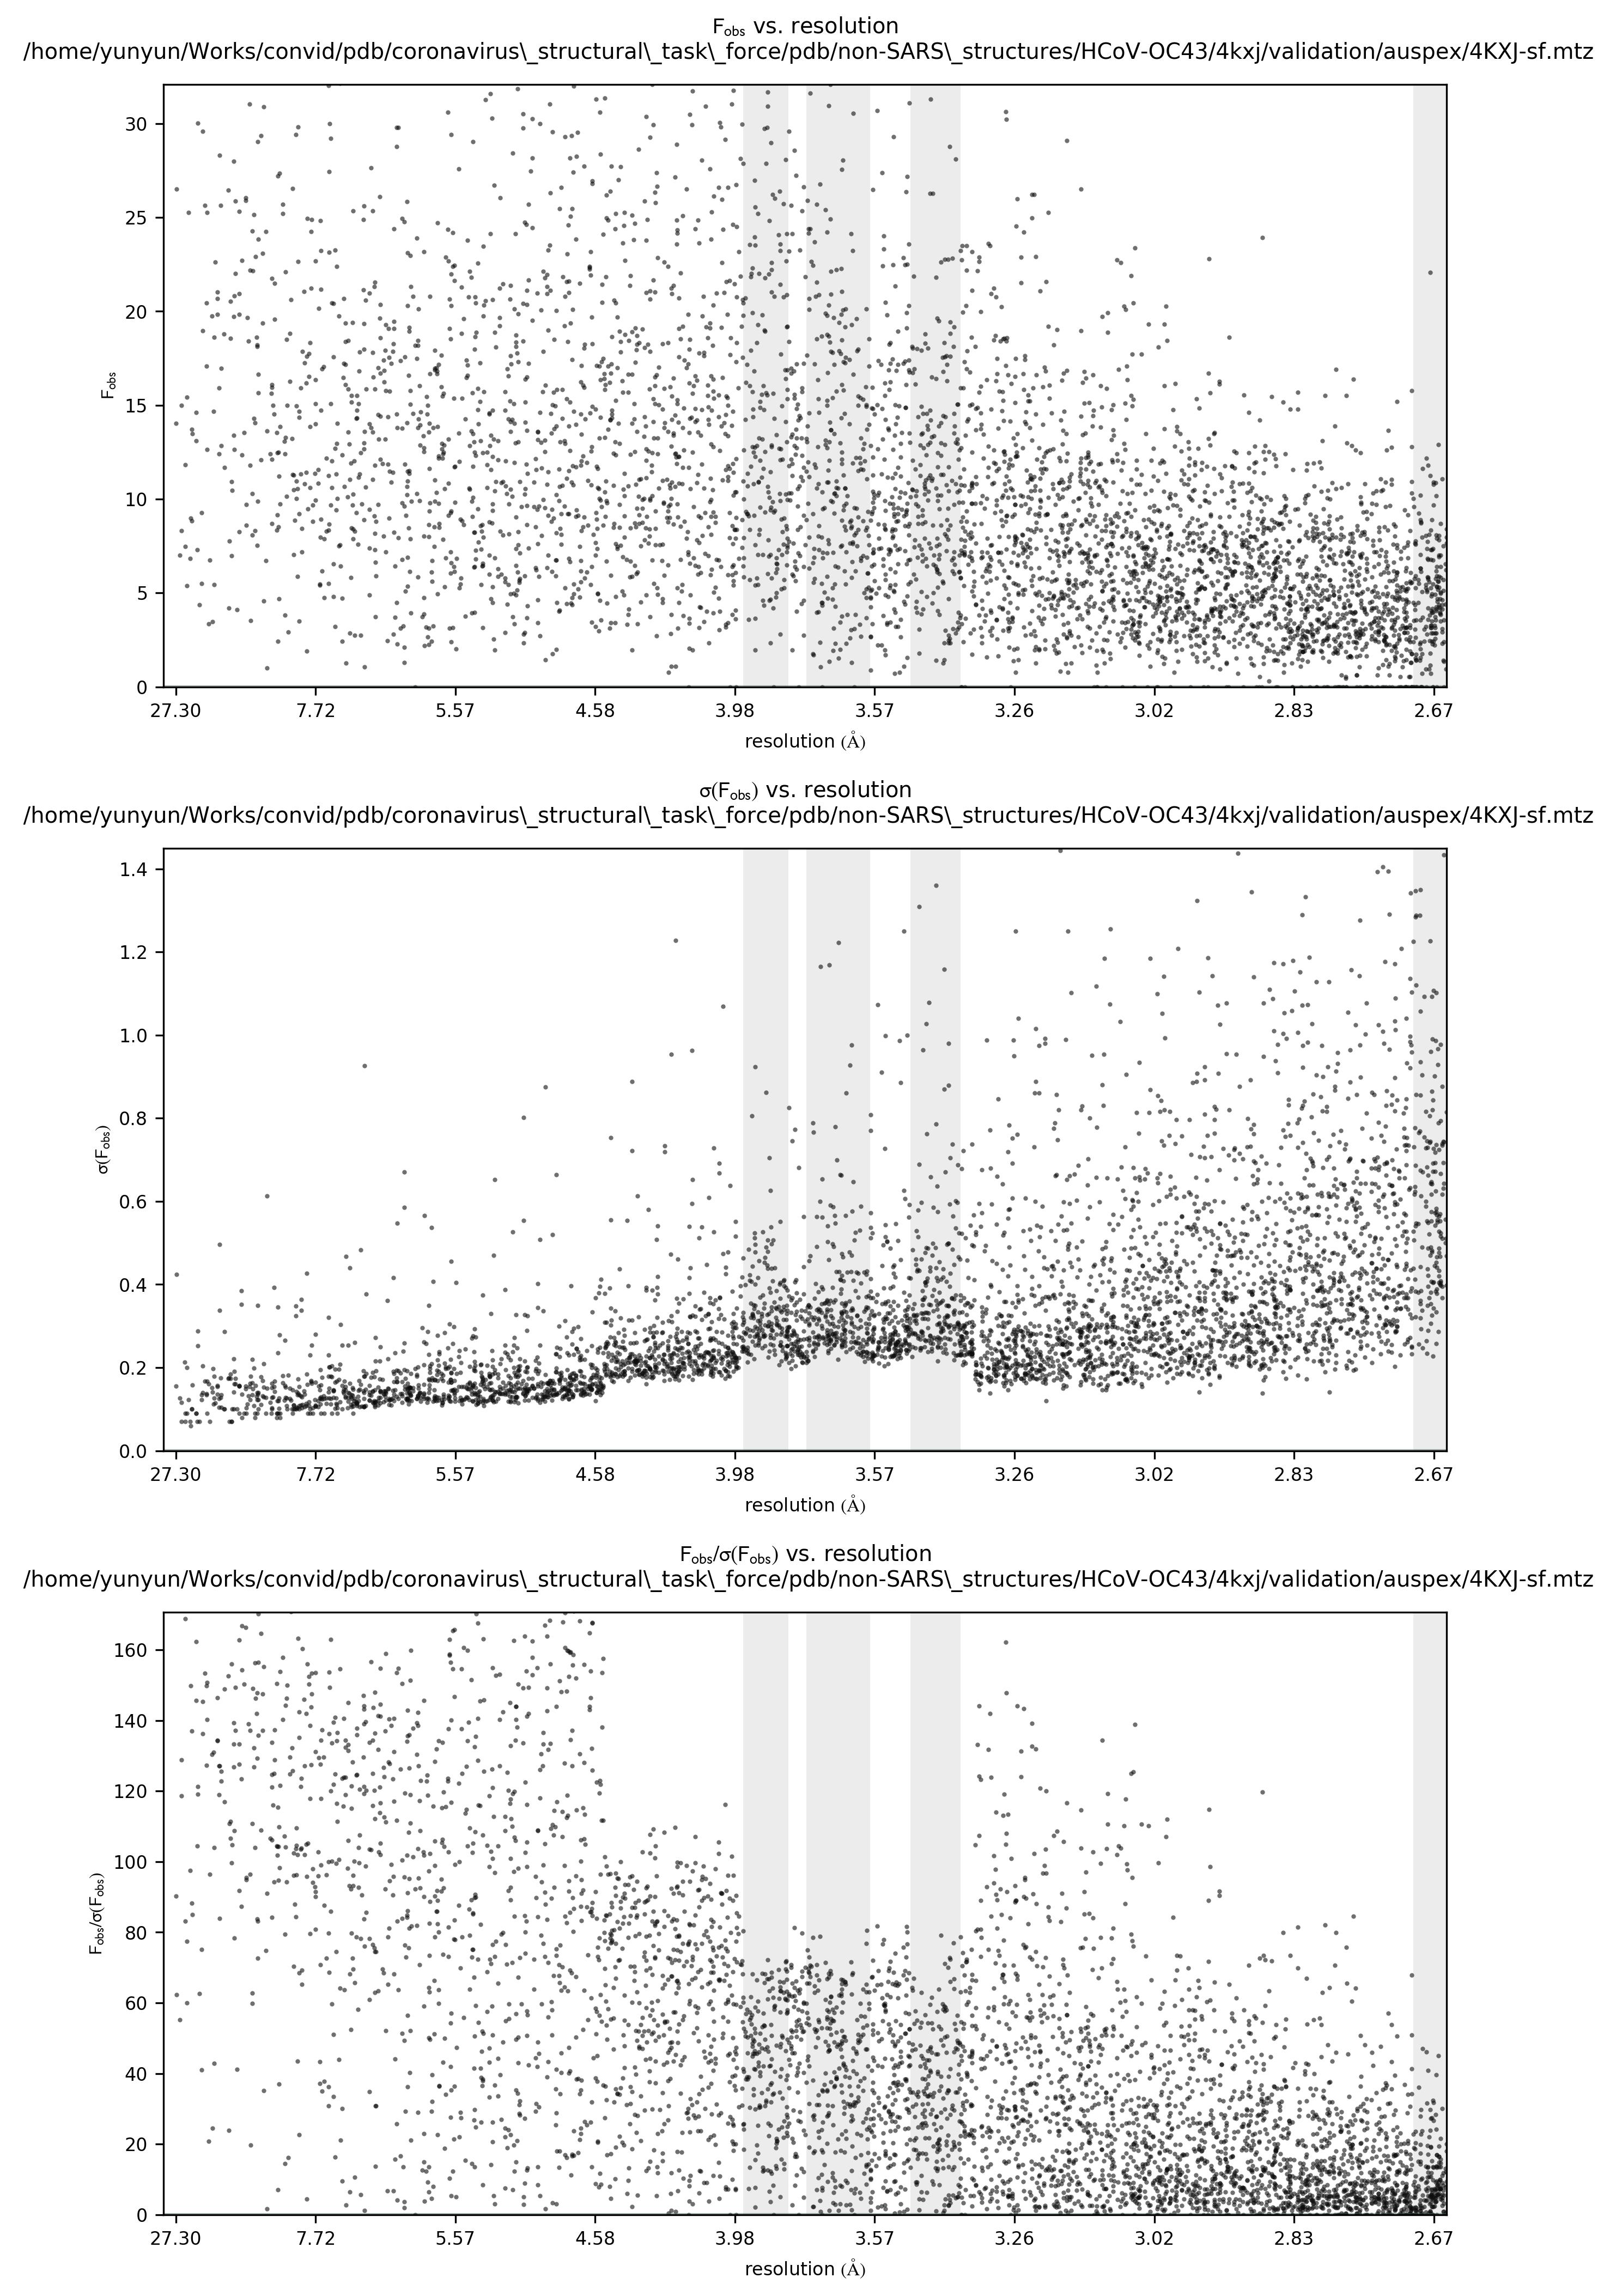 Fobs vs. resolution
/home/yunyun/Works/convid/pdb/coronavirus\_structural\_task\_force/pdb/non-SARS\_structures/HCoV-OC43/4kxj/validation/auspex/4KXJ-sf.mtz
30
25
20
15
10
5
0
Fobs
27.30 7.72 5.57 4.58 3.98 3.57 3.26 3.02 2.83 2.67
resolution (Å)
σ(Fobs) vs. resolution
/home/yunyun/Works/convid/pdb/coronavirus\_structural\_task\_force/pdb/non-SARS\_structures/HCoV-OC43/4kxj/validation/auspex/4KXJ-sf.mtz
1.4
1.2
1.0
0.8
0.6
0.4
0.2
0.0
σ(Fobs)
27.30 7.72 5.57 4.58 3.98 3.57 3.26 3.02 2.83 2.67
resolution (Å)
Fobs/σ(Fobs) vs. resolution
/home/yunyun/Works/convid/pdb/coronavirus\_structural\_task\_force/pdb/non-SARS\_structures/HCoV-OC43/4kxj/validation/auspex/4KXJ-sf.mtz
160
140
120
100
80
60
40
20
0
Fobs/σ(Fobs)
27.30 7.72 5.57 4.58 3.98 3.57 3.26 3.02 2.83 2.67
resolution (Å)